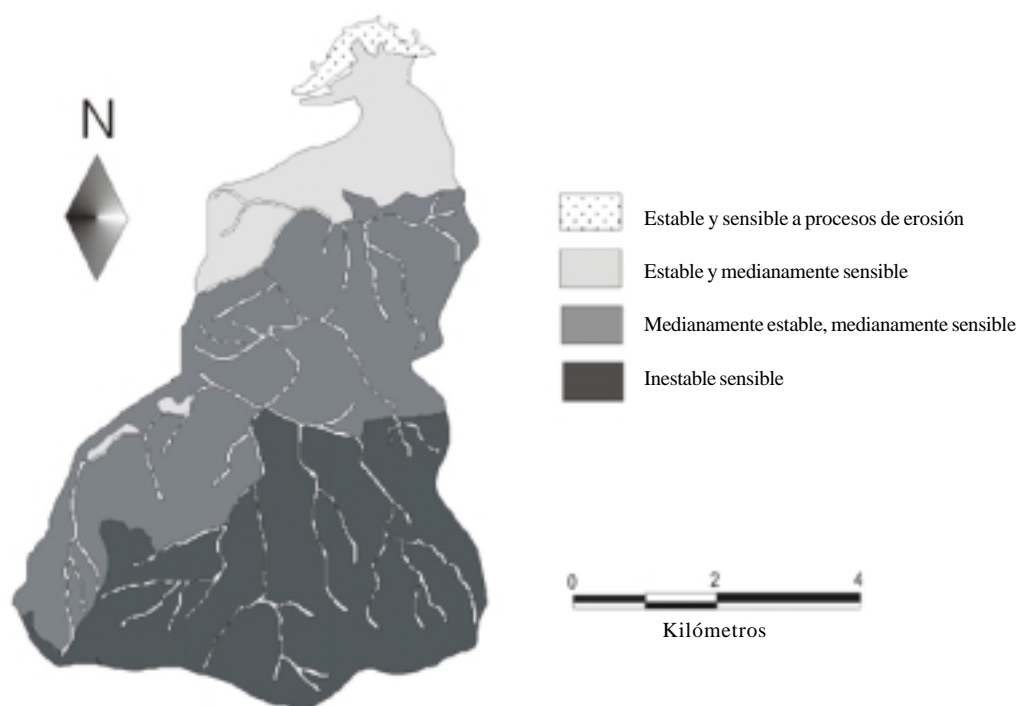 N
Estable y sensible a procesos de erosión
Estable y medianamente sensible
Medianamente estable, medianamente sensible
Inestable sensible
0 2 4
Kilómetros